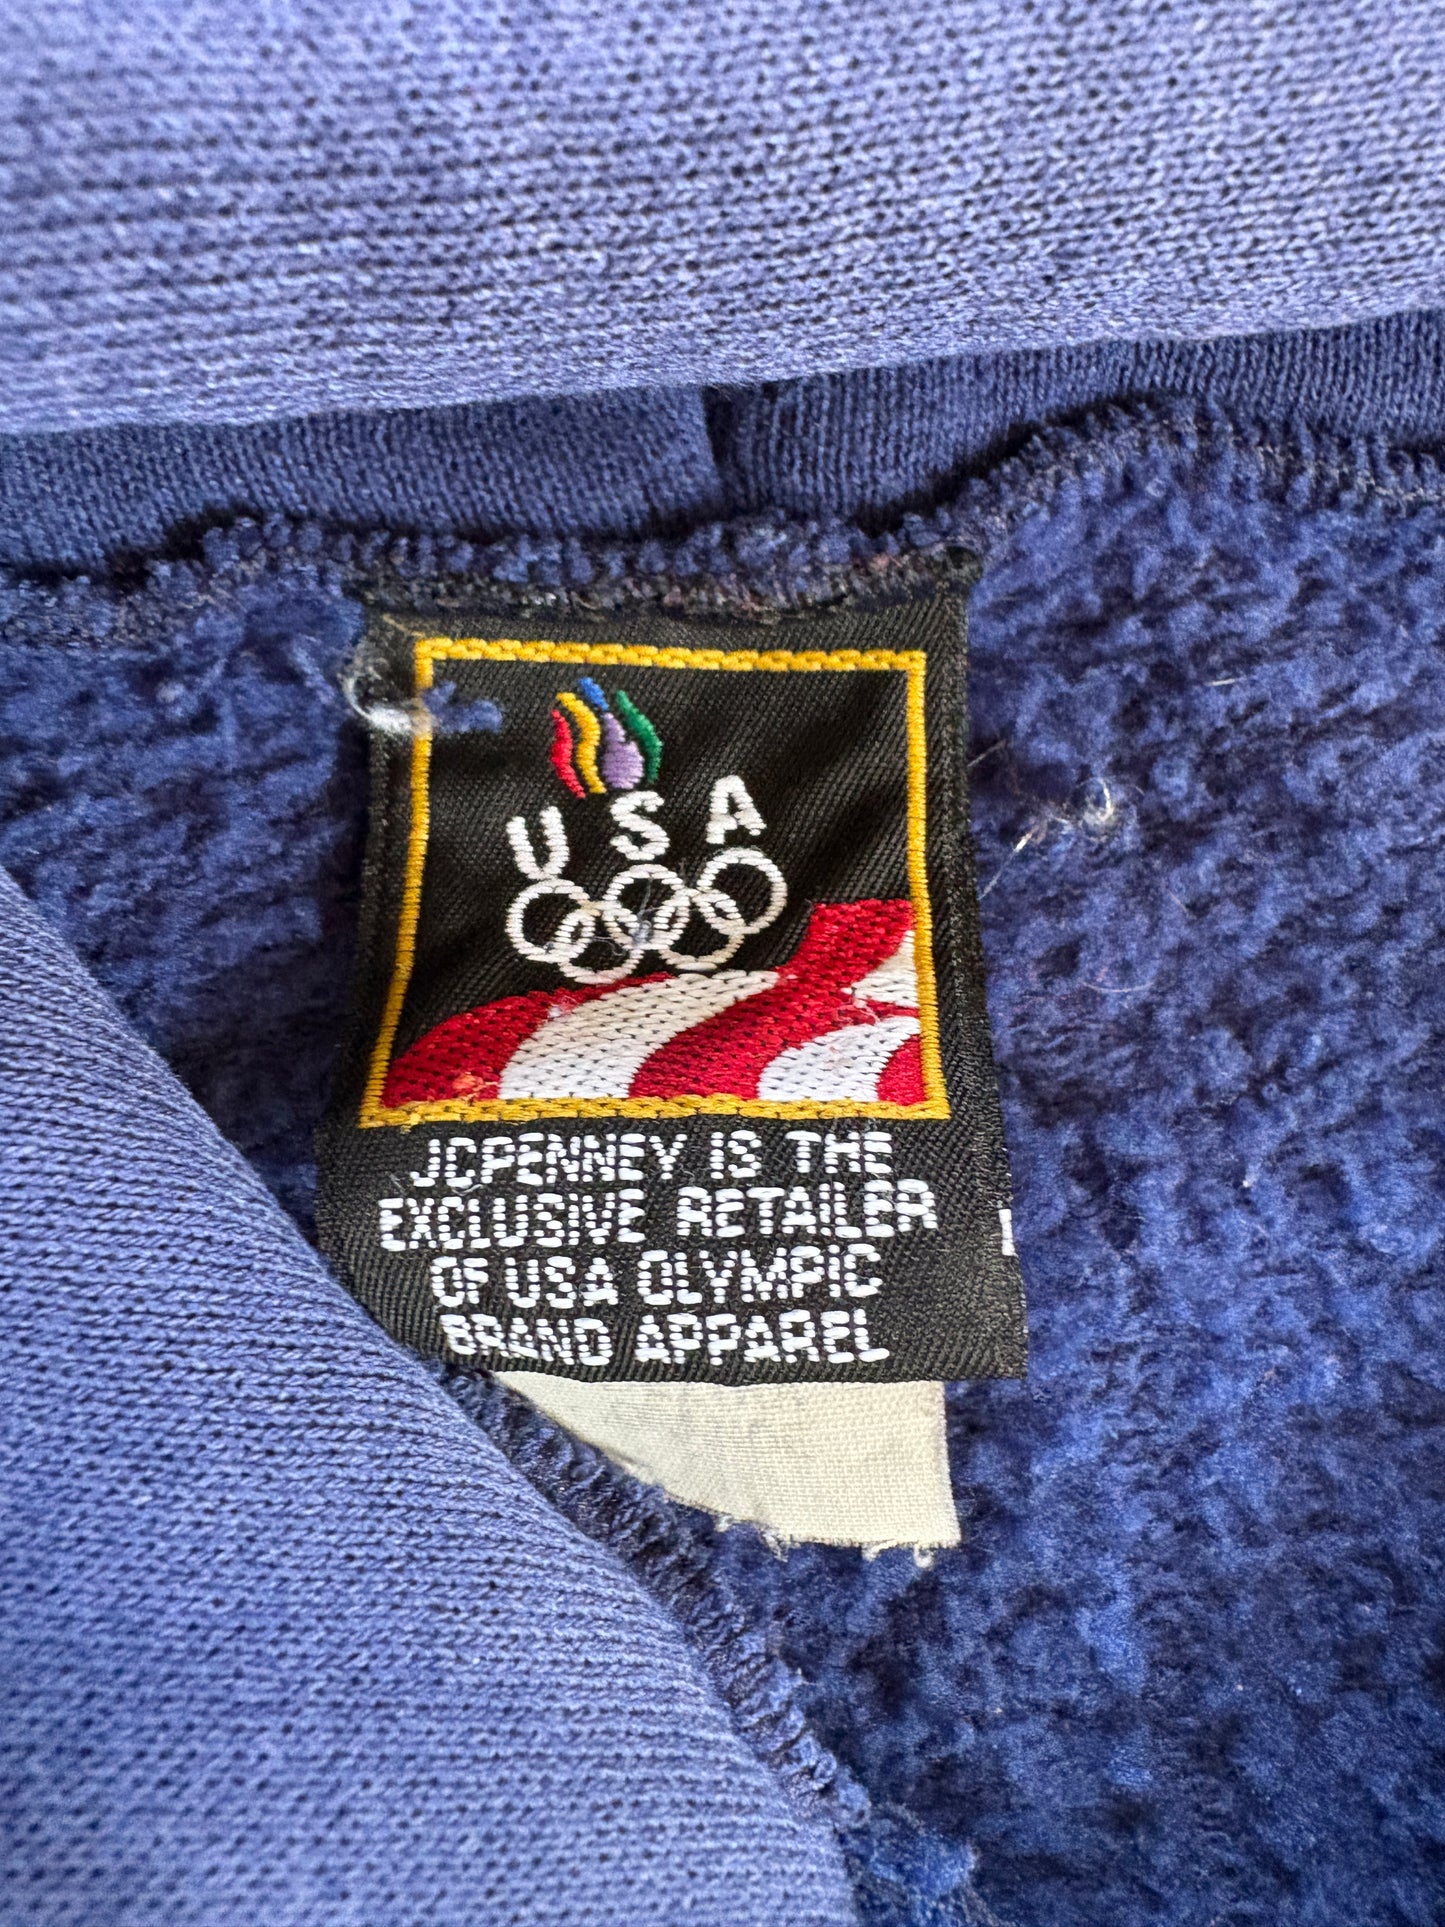 USA
JCPENNEY IS THE
EXCLUSIVE RETAILER
OF USA OLYMPIC
BRAND APPAREL